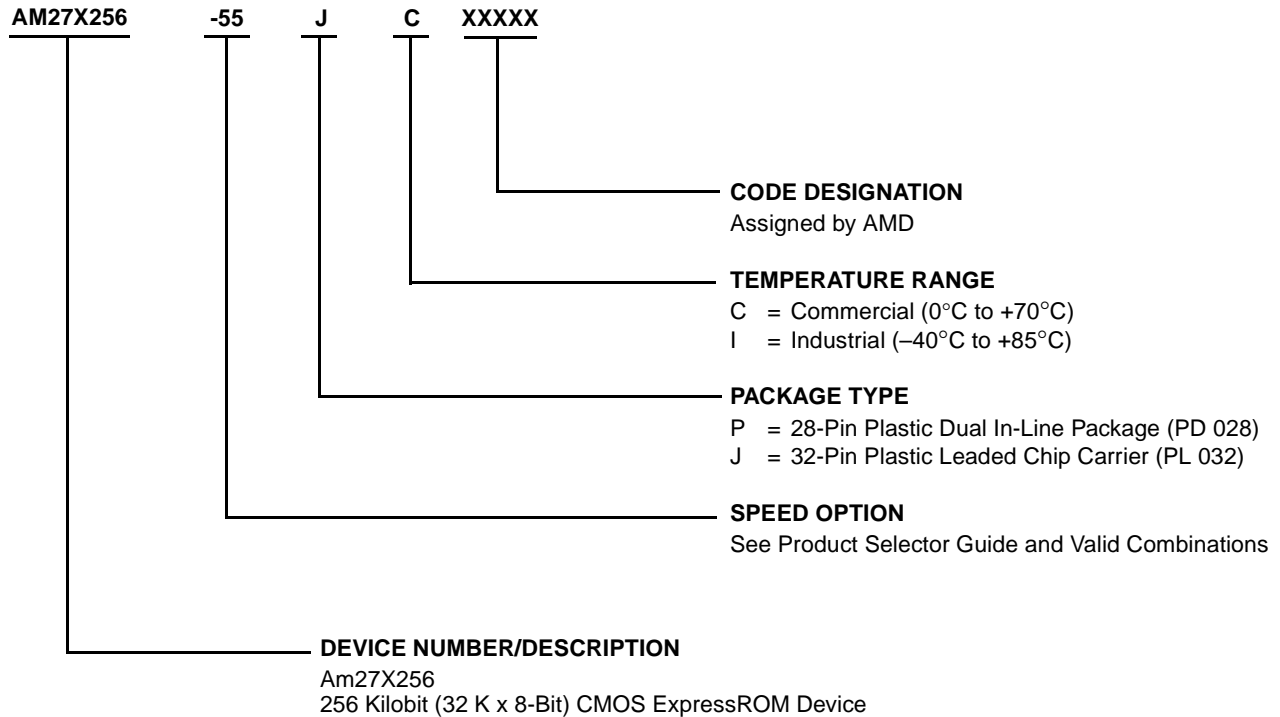 AM27X256 -55 J C XXXXX
CODE DESIGNATION
Assigned by AMD
TEMPERATURE RANGE
C = Commercial (0°C to +70°C)
I = Industrial (–40°C to +85°C)
PACKAGE TYPE
P = 28-Pin Plastic Dual In-Line Package (PD 028)
J = 32-Pin Plastic Leaded Chip Carrier (PL 032)
SPEED OPTION
See Product Selector Guide and Valid Combinations
DEVICE NUMBER/DESCRIPTION
Am27X256
256 Kilobit (32 K x 8-Bit) CMOS ExpressROM Device